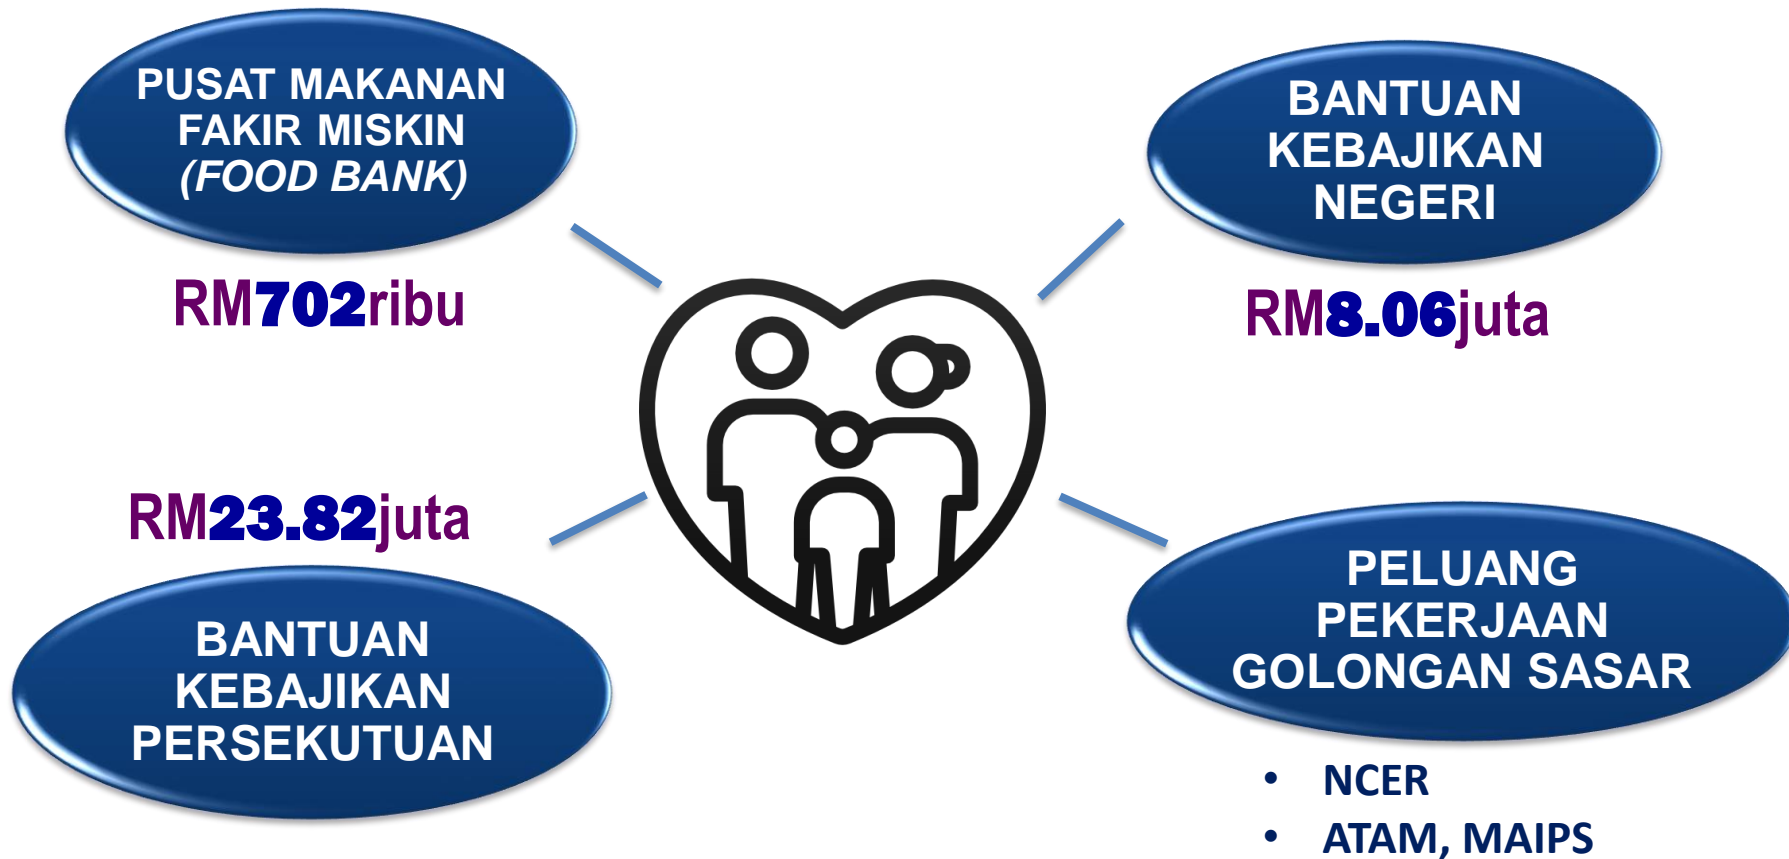 PUSAT MAKANAN
FAKIR MISKIN
(FOOD BANK)
RM702ribu
BANTUAN
KEBAJIKAN
NEGERI
RM8.06juta
RM23.82juta
BANTUAN
KEBAJIKAN
PERSEKUTUAN
PELUANG
PEKERJAAN
GOLONGAN SASAR
• NCER
• ATAM, MAIPS